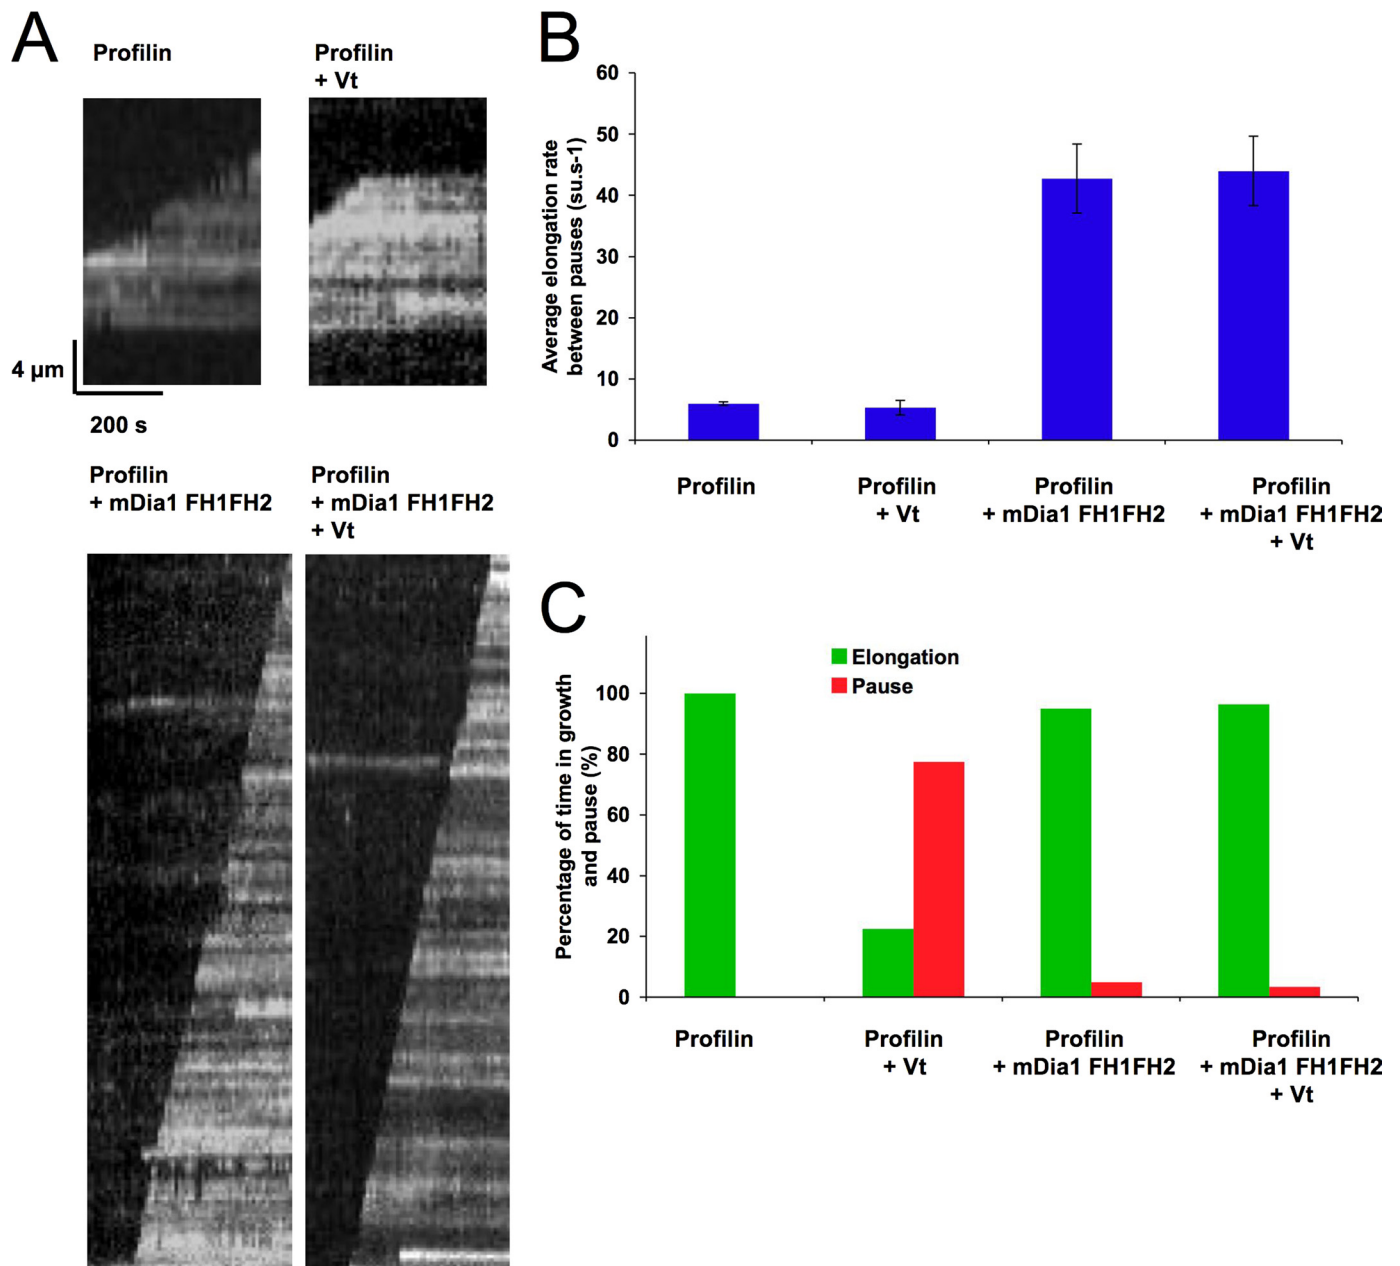 A
Profilin
Profilin
+ Vt
4 µm
200 s
Profilin
+ mDia1 FH1FH2
Profilin
+ mDia1 FH1FH2
+ Vt
B
Average elongation rate
between pauses (su.s-1)
60
50
40
30
20
10
0
Profilin
Profilin
+ Vt
Profilin
+ mDia1 FH1FH2
Profilin
+ mDia1 FH1FH2
+ Vt
C
Percentage of time in growth
and pause (%)
Elongation
Pause
100
80
60
40
20
0
Profilin
Profilin
+ Vt
Profilin
+ mDia1 FH1FH2
Profilin
+ mDia1 FH1FH2
+ Vt